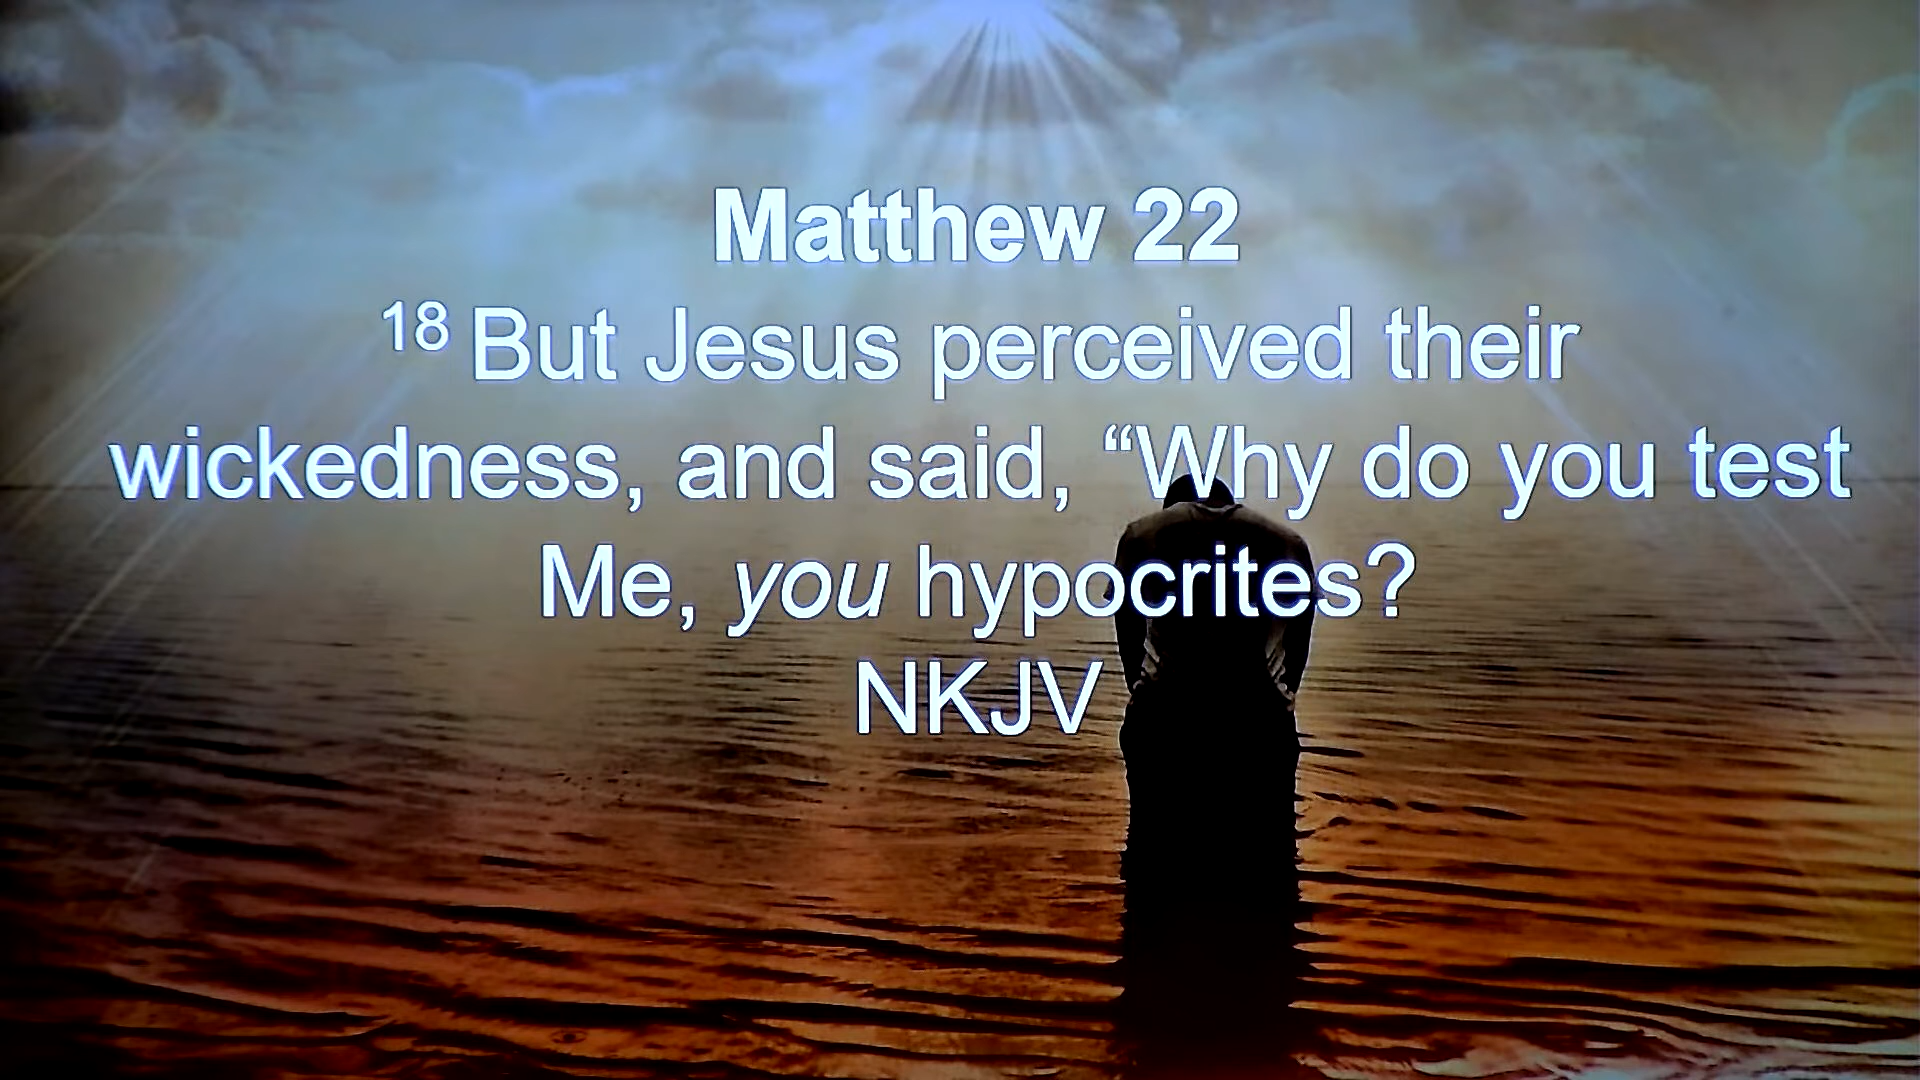 Matthew 22
18 But Jesus perceived their
wickedness, and said, “Why do you test
Me, you hypocrites?
NKJV